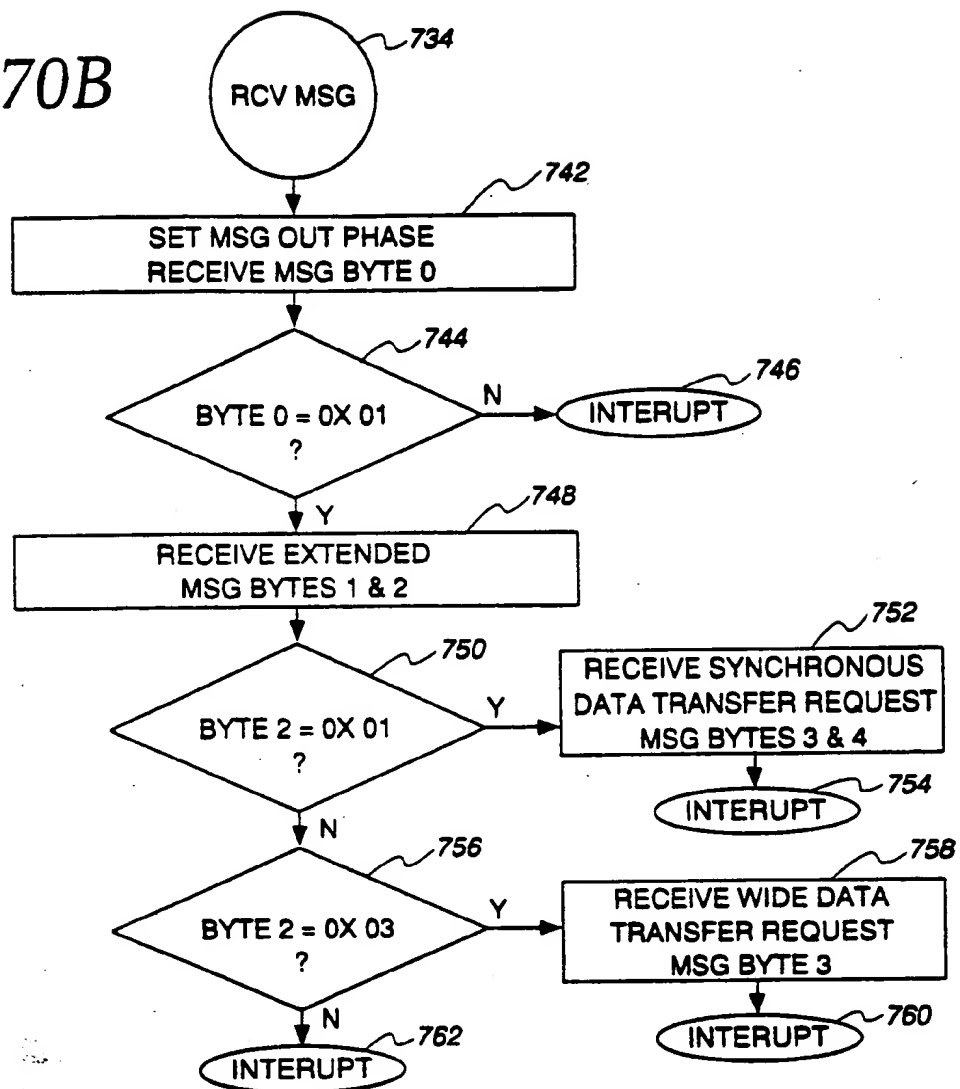 70B
734
RCV MSG
742
SET MSG OUT PHASE
RECEIVE MSG BYTE 0
744
BYTE 0 = 0X 01
?
N
746
INTERUPT
Y
748
RECEIVE EXTENDED
MSG BYTES 1 & 2
750
BYTE 2 = 0X 01
?
Y
752
RECEIVE SYNCHRONOUS
DATA TRANSFER REQUEST
MSG BYTES 3 & 4
754
INTERUPT
N
756
BYTE 2 = 0X 03
?
Y
758
RECEIVE WIDE DATA
TRANSFER REQUEST
MSG BYTE 3
760
INTERUPT
N
762
INTERUPT